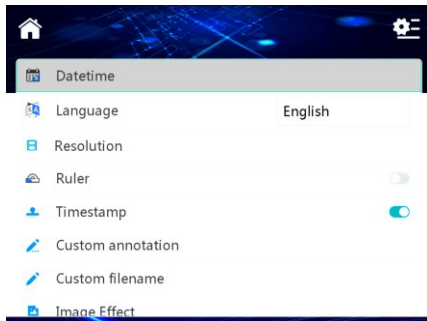 Datetime
Language English
Resolution
Ruler
Timestamp
Custom annotation
Custom filename
Image Effect